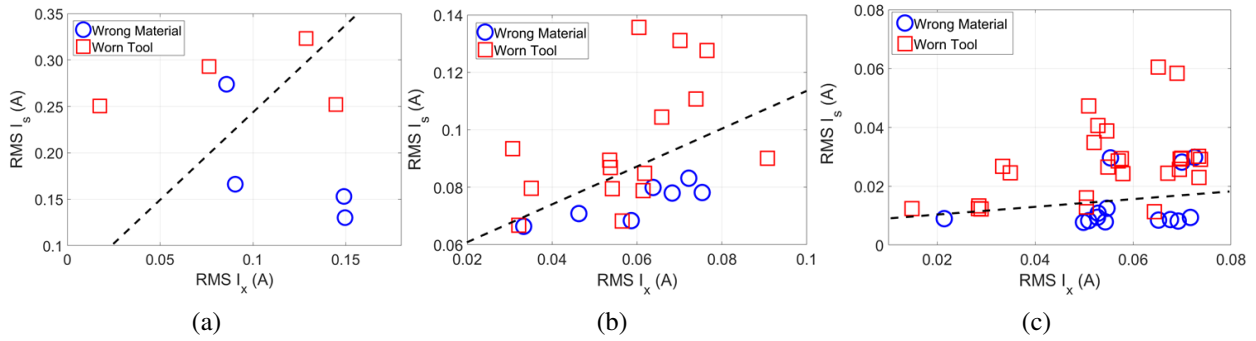 0.35
0.30
0.25
0.20
0.15
0.1
RMS I_s (A)
0
0.05
0.1
0.15
RMS I_x (A)
Wrong Material
Worn Tool
(a)
0.14
0.12
0.1
0.08
0.06
RMS I_s (A)
0.02
0.04
0.06
0.08
0.1
RMS I_x (A)
Wrong Material
Worn Tool
(b)
0.08
0.06
0.04
0.02
0
RMS I_s (A)
0.02
0.04
0.06
0.08
RMS I_x (A)
Wrong Material
Worn Tool
(c)